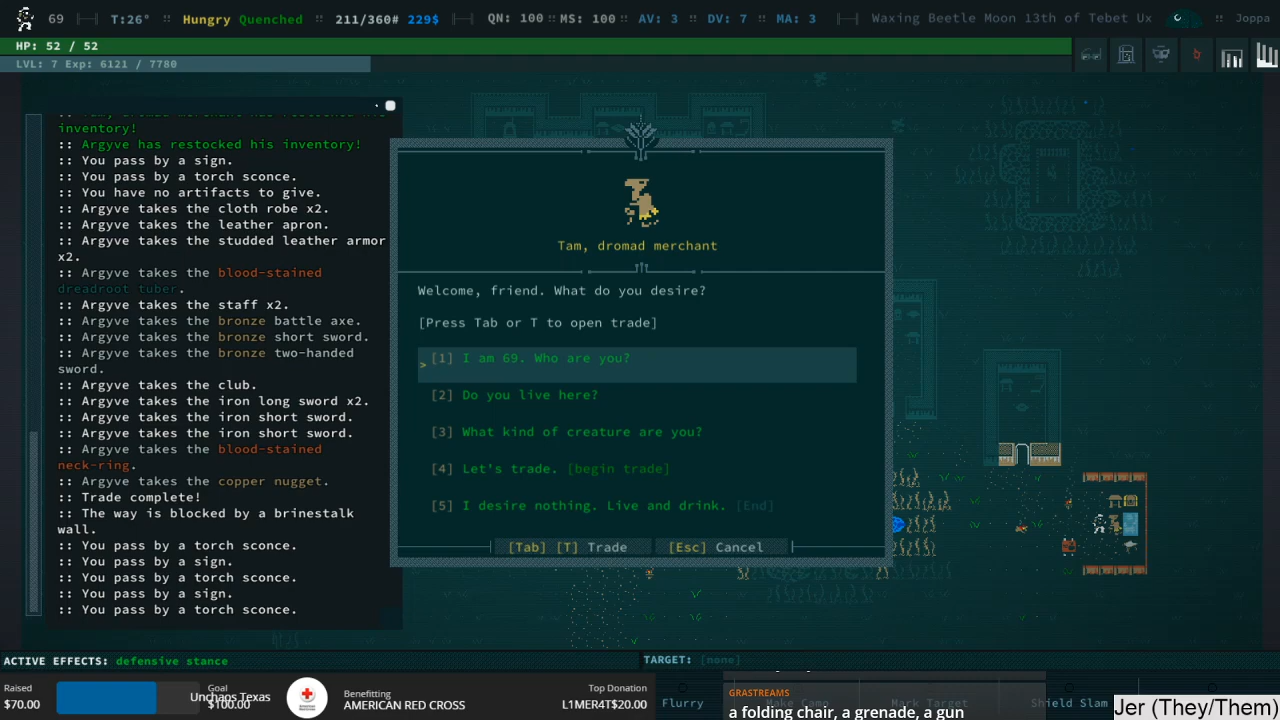 69 T:26° :: Hungry Quenched :: 211/360# 229$ QN: 100 :: MS: 100 :: AV: 3 :: DV: 7 :: MA: 3 Waxing Beetle Moon 13th of Tebet Ux :: Joppa
HP: 52 / 52
LVL: 7 Exp: 6121 / 7780
inventory!
:: Argyve has restocked his inventory!
:: You pass by a sign.
:: You pass by a torch sconce.
:: You have no artifacts to give.
:: Argyve takes the cloth robe x2.
:: Argyve takes the leather apron.
:: Argyve takes the studded leather armor
x2.
:: Argyve takes the blood-stained
dreadroot tuber.
:: Argyve takes the staff x2.
:: Argyve takes the bronze battle axe.
:: Argyve takes the bronze short sword.
:: Argyve takes the bronze two-handed
sword.
:: Argyve takes the club.
:: Argyve takes the iron long sword x2.
:: Argyve takes the iron short sword.
:: Argyve takes the iron short sword.
:: Argyve takes the blood-stained
neck-ring.
:: Argyve takes the copper nugget.
:: Trade complete!
:: The way is blocked by a brinestalk
wall.
:: You pass by a torch sconce.
:: You pass by a sign.
:: You pass by a torch sconce.
:: You pass by a sign.
:: You pass by a torch sconce.
Tam, dromad merchant
Welcome, friend. What do you desire?
[Press Tab or T to open trade]
> [1] I am 69. Who are you?
[2] Do you live here?
[3] What kind of creature are you?
[4] Let's trade. [begin trade]
[5] I desire nothing. Live and drink. [End]
[Tab] [T] Trade [Esc] Cancel
ACTIVE EFFECTS: defensive stance
TARGET: [none]
Raised
$70.00
Goal
$100.00
Unchags Texas
Benefitting
AMERICAN RED CROSS
Top Donation
L1MER4T$20.00
Flurry Make Camp Mark Target Shield Slam
GRASTREAMS
a folding chair, a grenade, a gun
Jer (They/Them)